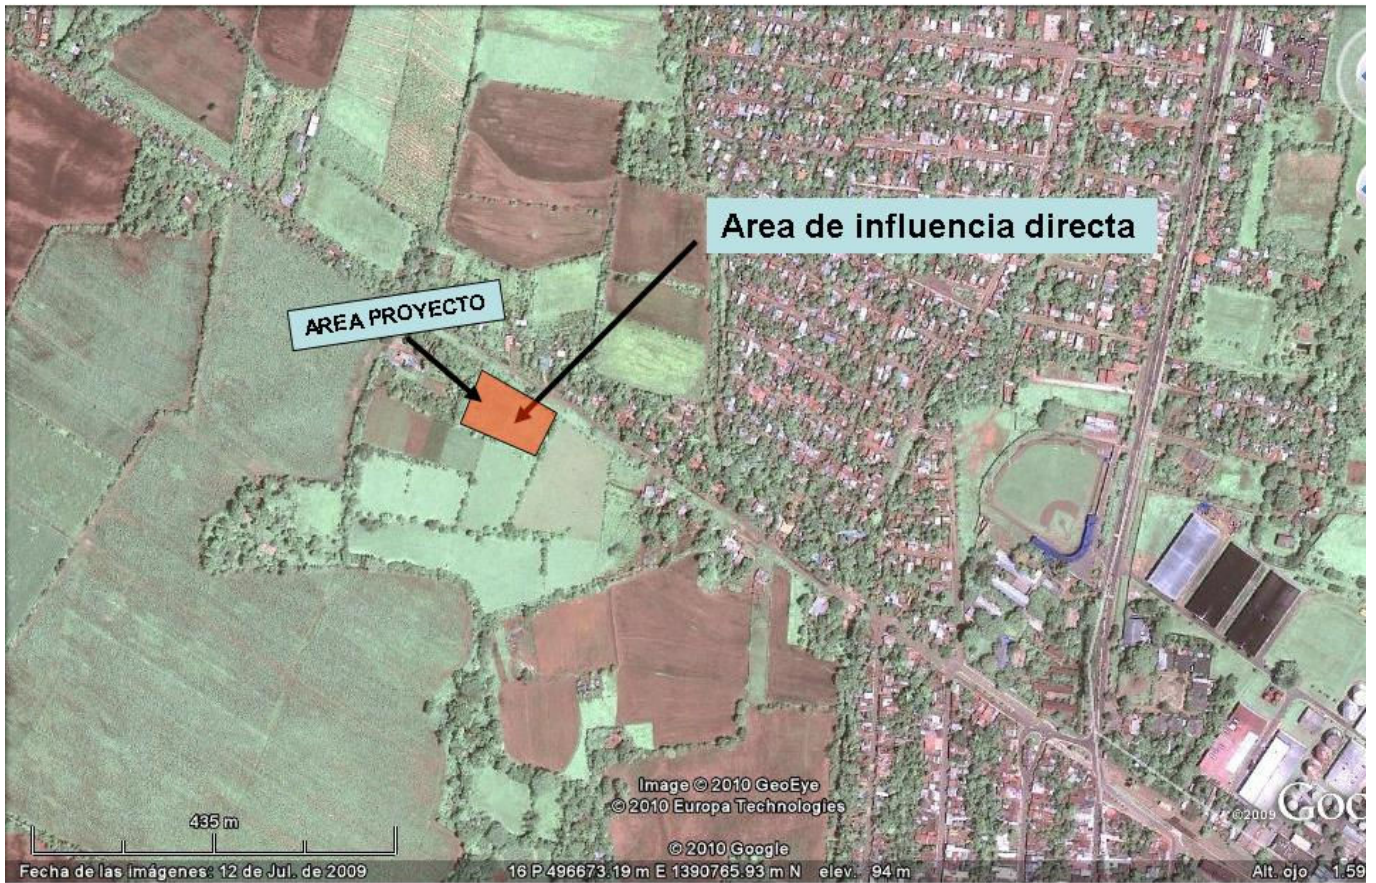 Area de influencia directa
AREA PROYECTO
Image © 2010 GeoEye
© 2010 Europa Technologies
©2009
435 m
© 2010 Google
Fecha de las imágenes: 12 de Jul. de 2009 16 P 496673.19 m E 1390765.93 m N elev. 94 m Alt. ojo 1.59